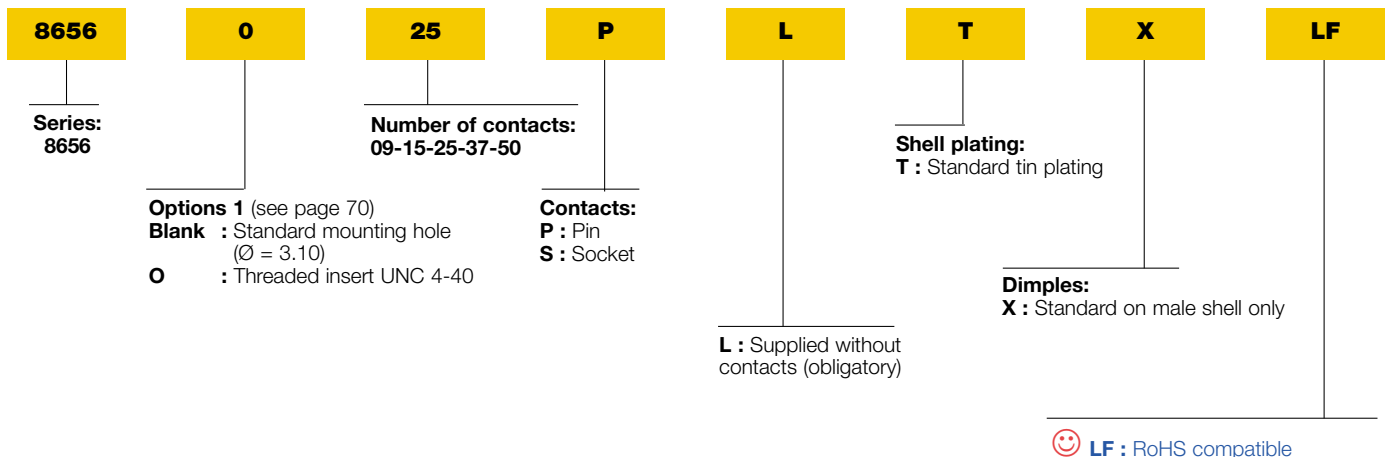 8656 0 25 P L T X LF
Series:
8656
Number of contacts:
09-15-25-37-50
Shell plating:
T : Standard tin plating
Options 1 (see page 70)
Blank : Standard mounting hole
(Ø = 3.10)
O : Threaded insert UNC 4-40
Contacts:
P : Pin
S : Socket
Dimples:
X : Standard on male shell only
L : Supplied without
contacts (obligatory)
LF : RoHS compatible